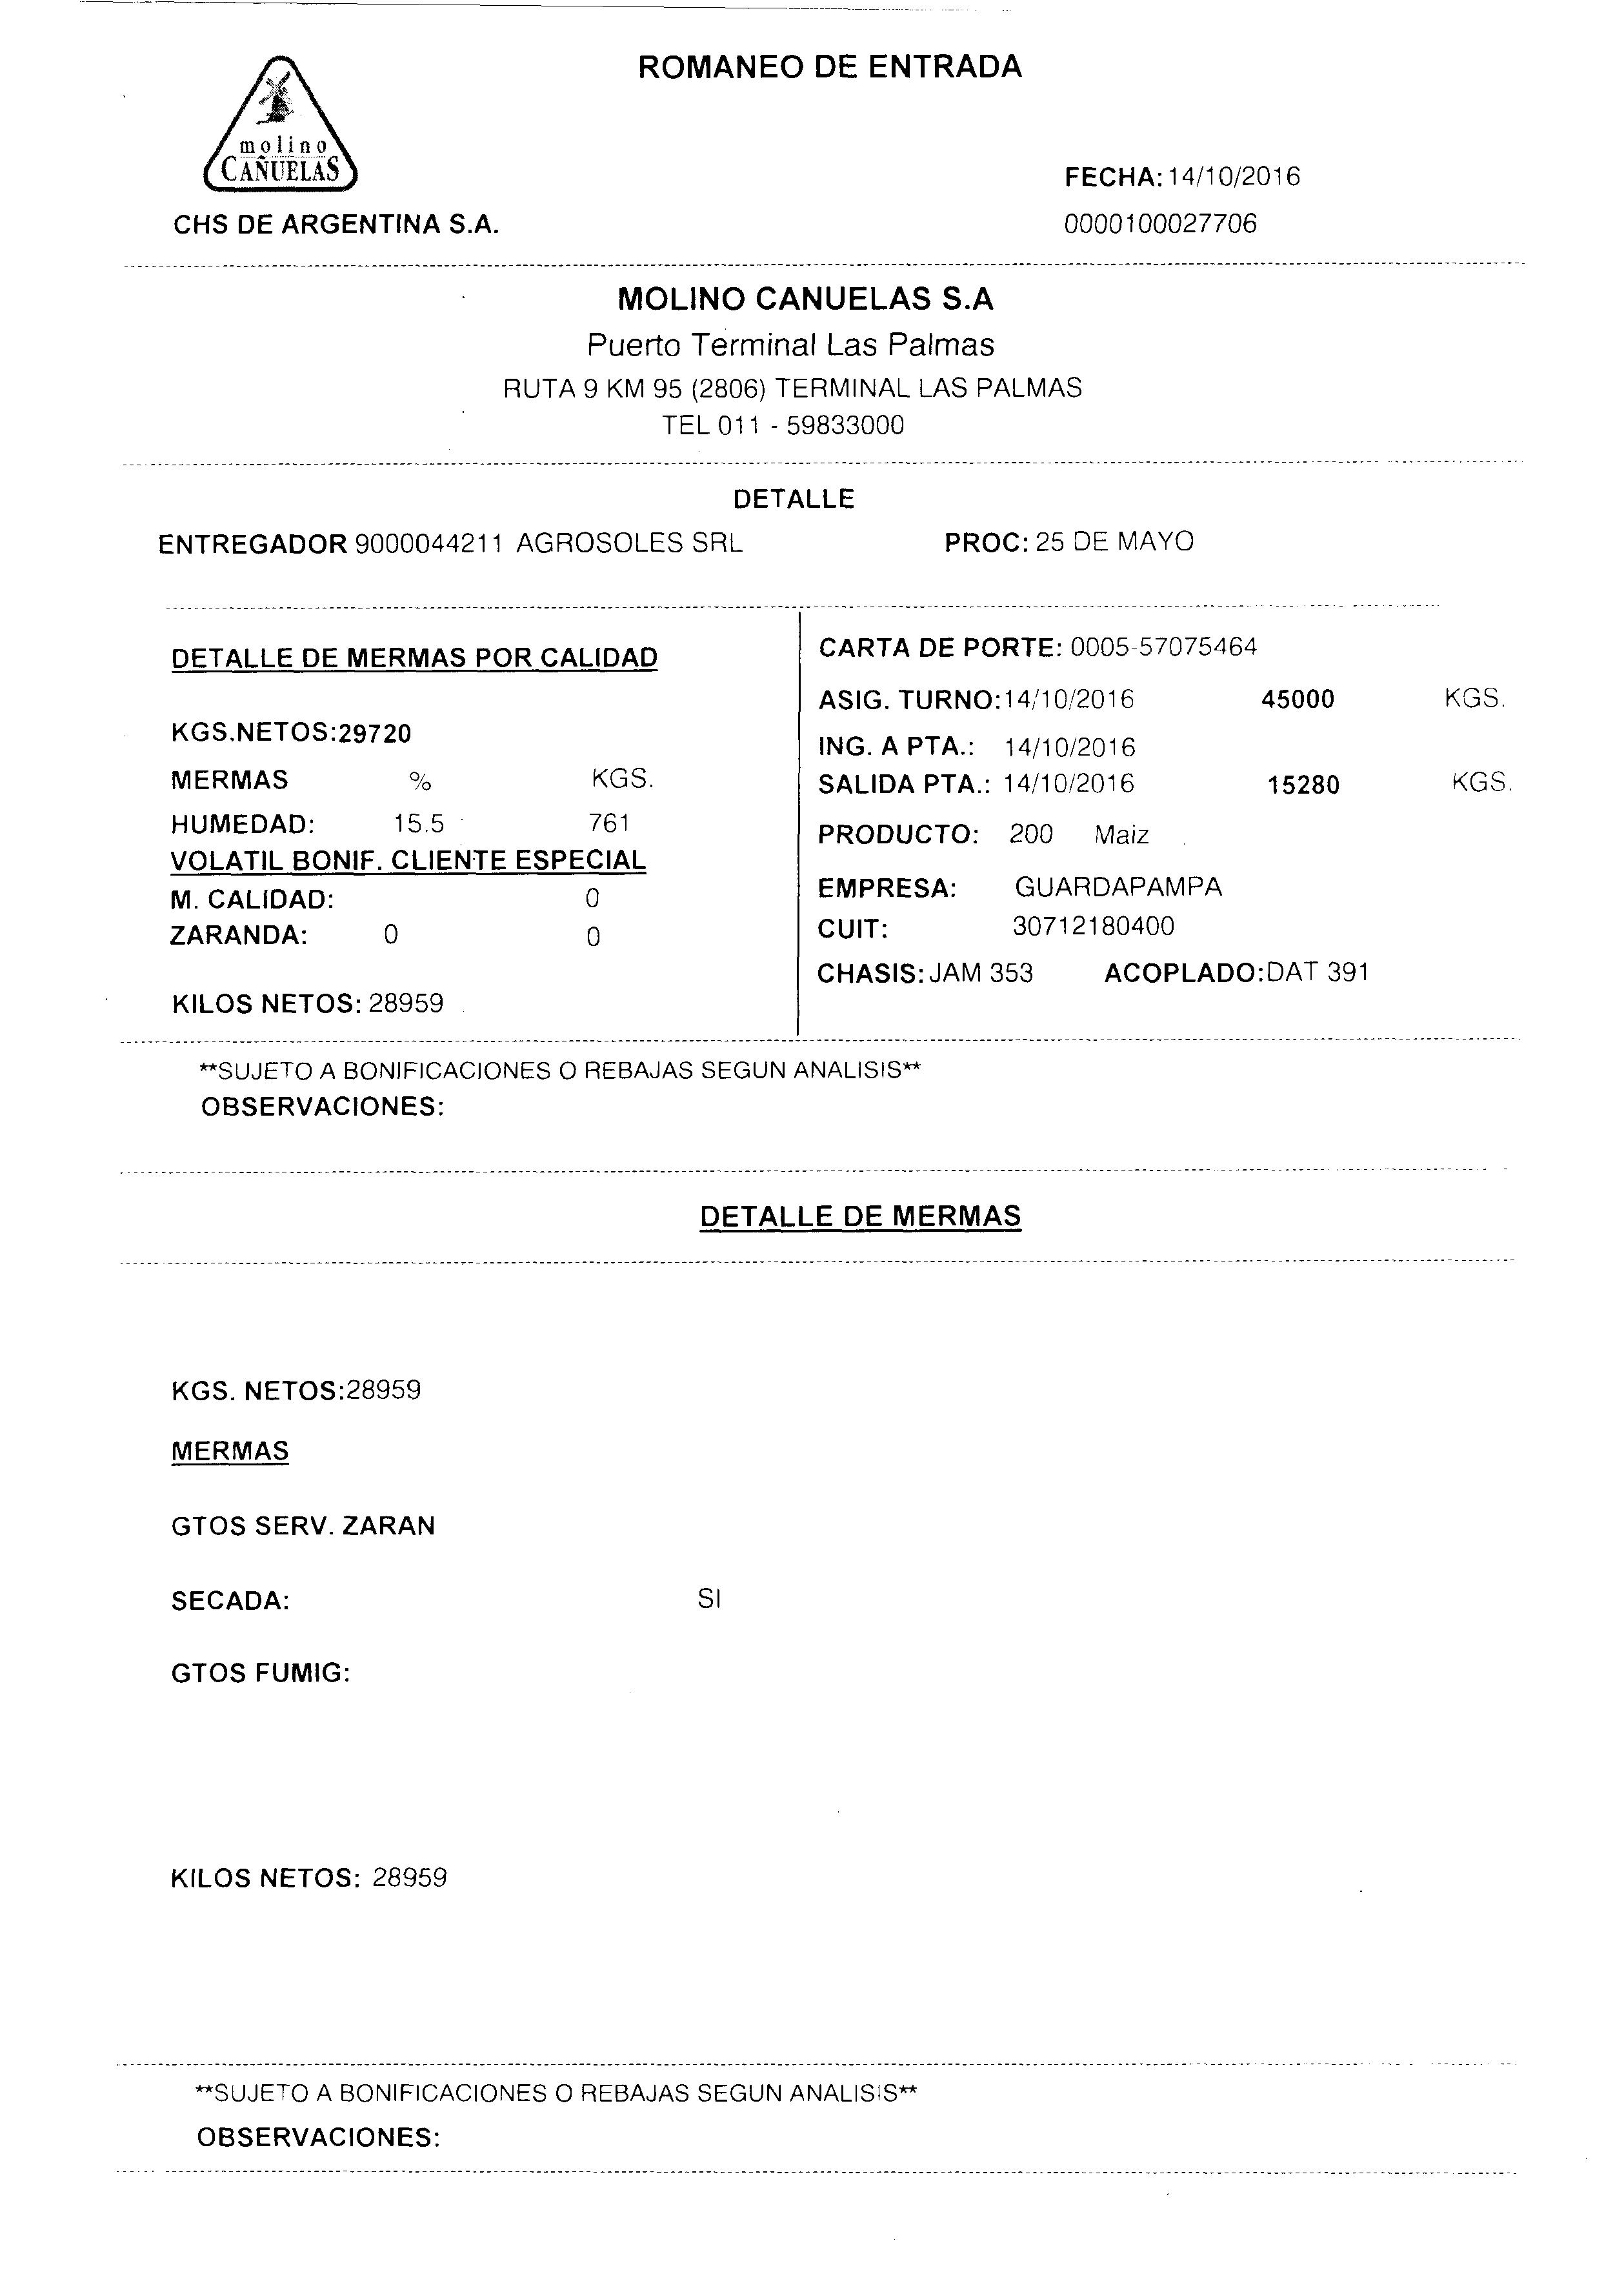 ROMANEO DE ENTRADA
molino
CAÑUELAS
FECHA: 14/10/2016
CHS DE ARGENTINA S.A.
0000100027706
MOLINO CANUELAS S.A
Puerto Terminal Las Palmas
RUTA 9 KM 95 (2806) TERMINAL LAS PALMAS
TEL 011 - 59833000
DETALLE
ENTREGADOR 9000044211 AGROSOLES SRL PROC: 25 DE MAYO
DETALLE DE MERMAS POR CALIDAD
KGS.NETOS:29720
MERMAS % KGS.
HUMEDAD: 15.5 761
VOLATIL BONIF. CLIENTE ESPECIAL
M. CALIDAD: 0
ZARANDA: 0 0
KILOS NETOS: 28959
CARTA DE PORTE: 0005-57075464
ASIG. TURNO:14/10/2016 45000 KGS.
ING. A PTA.: 14/10/2016
SALIDA PTA.: 14/10/2016 15280 KGS.
PRODUCTO: 200 Maiz
EMPRESA: GUARDAPAMPA
CUIT: 30712180400
CHASIS: JAM 353 ACOPLADO:DAT 391
**SUJETO A BONIFICACIONES O REBAJAS SEGUN ANALISIS**
OBSERVACIONES:
DETALLE DE MERMAS
KGS. NETOS:28959
MERMAS
GTOS SERV. ZARAN
SECADA: SI
GTOS FUMIG:
KILOS NETOS: 28959
**SUJETO A BONIFICACIONES O REBAJAS SEGUN ANALISIS**
OBSERVACIONES: